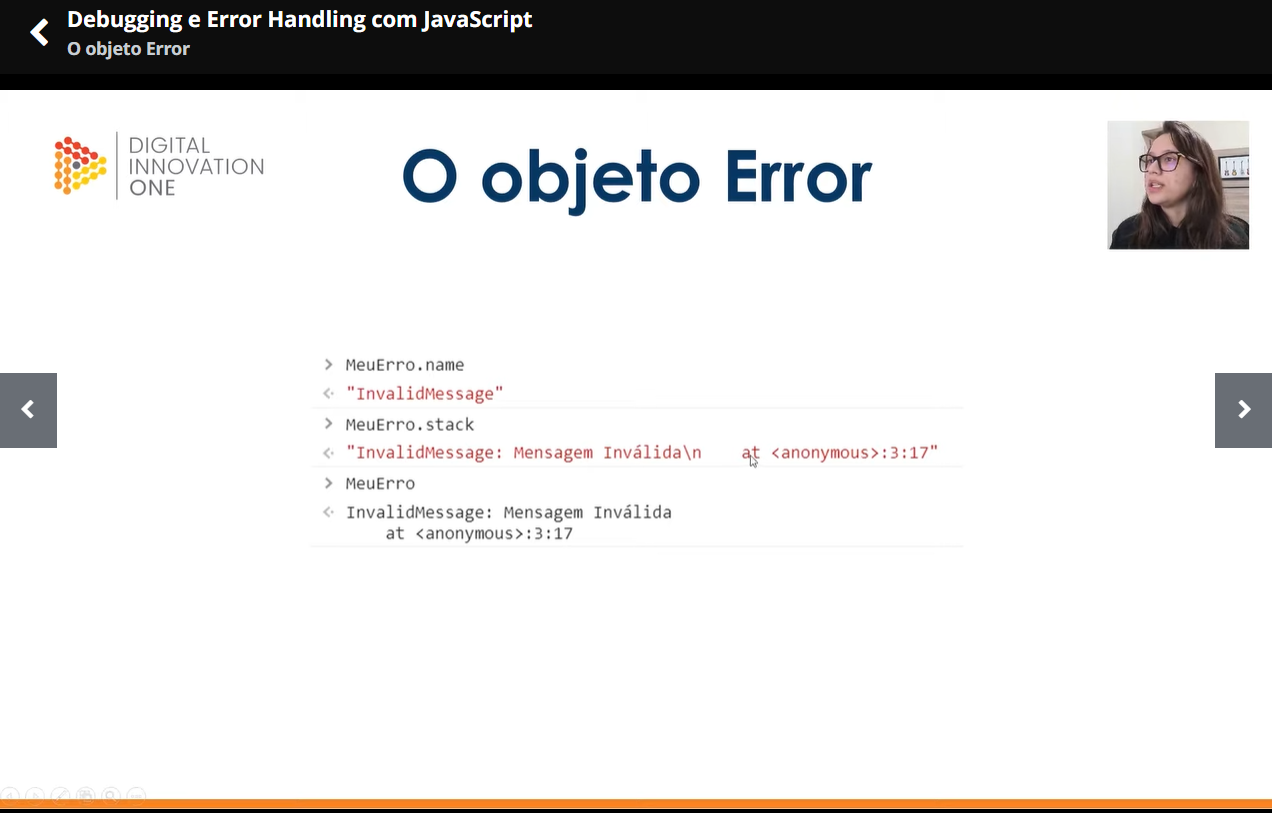 Debugging e Error Handling com JavaScript
O objeto Error
DIGITAL
INNOVATION
ONE
O objeto Error
> MeuErro.name
<· "InvalidMessage"
> MeuErro.stack
<· "InvalidMessage: Mensagem Inválida\n    at <anonymous>:3:17"
> MeuErro
<· InvalidMessage: Mensagem Inválida
    at <anonymous>:3:17